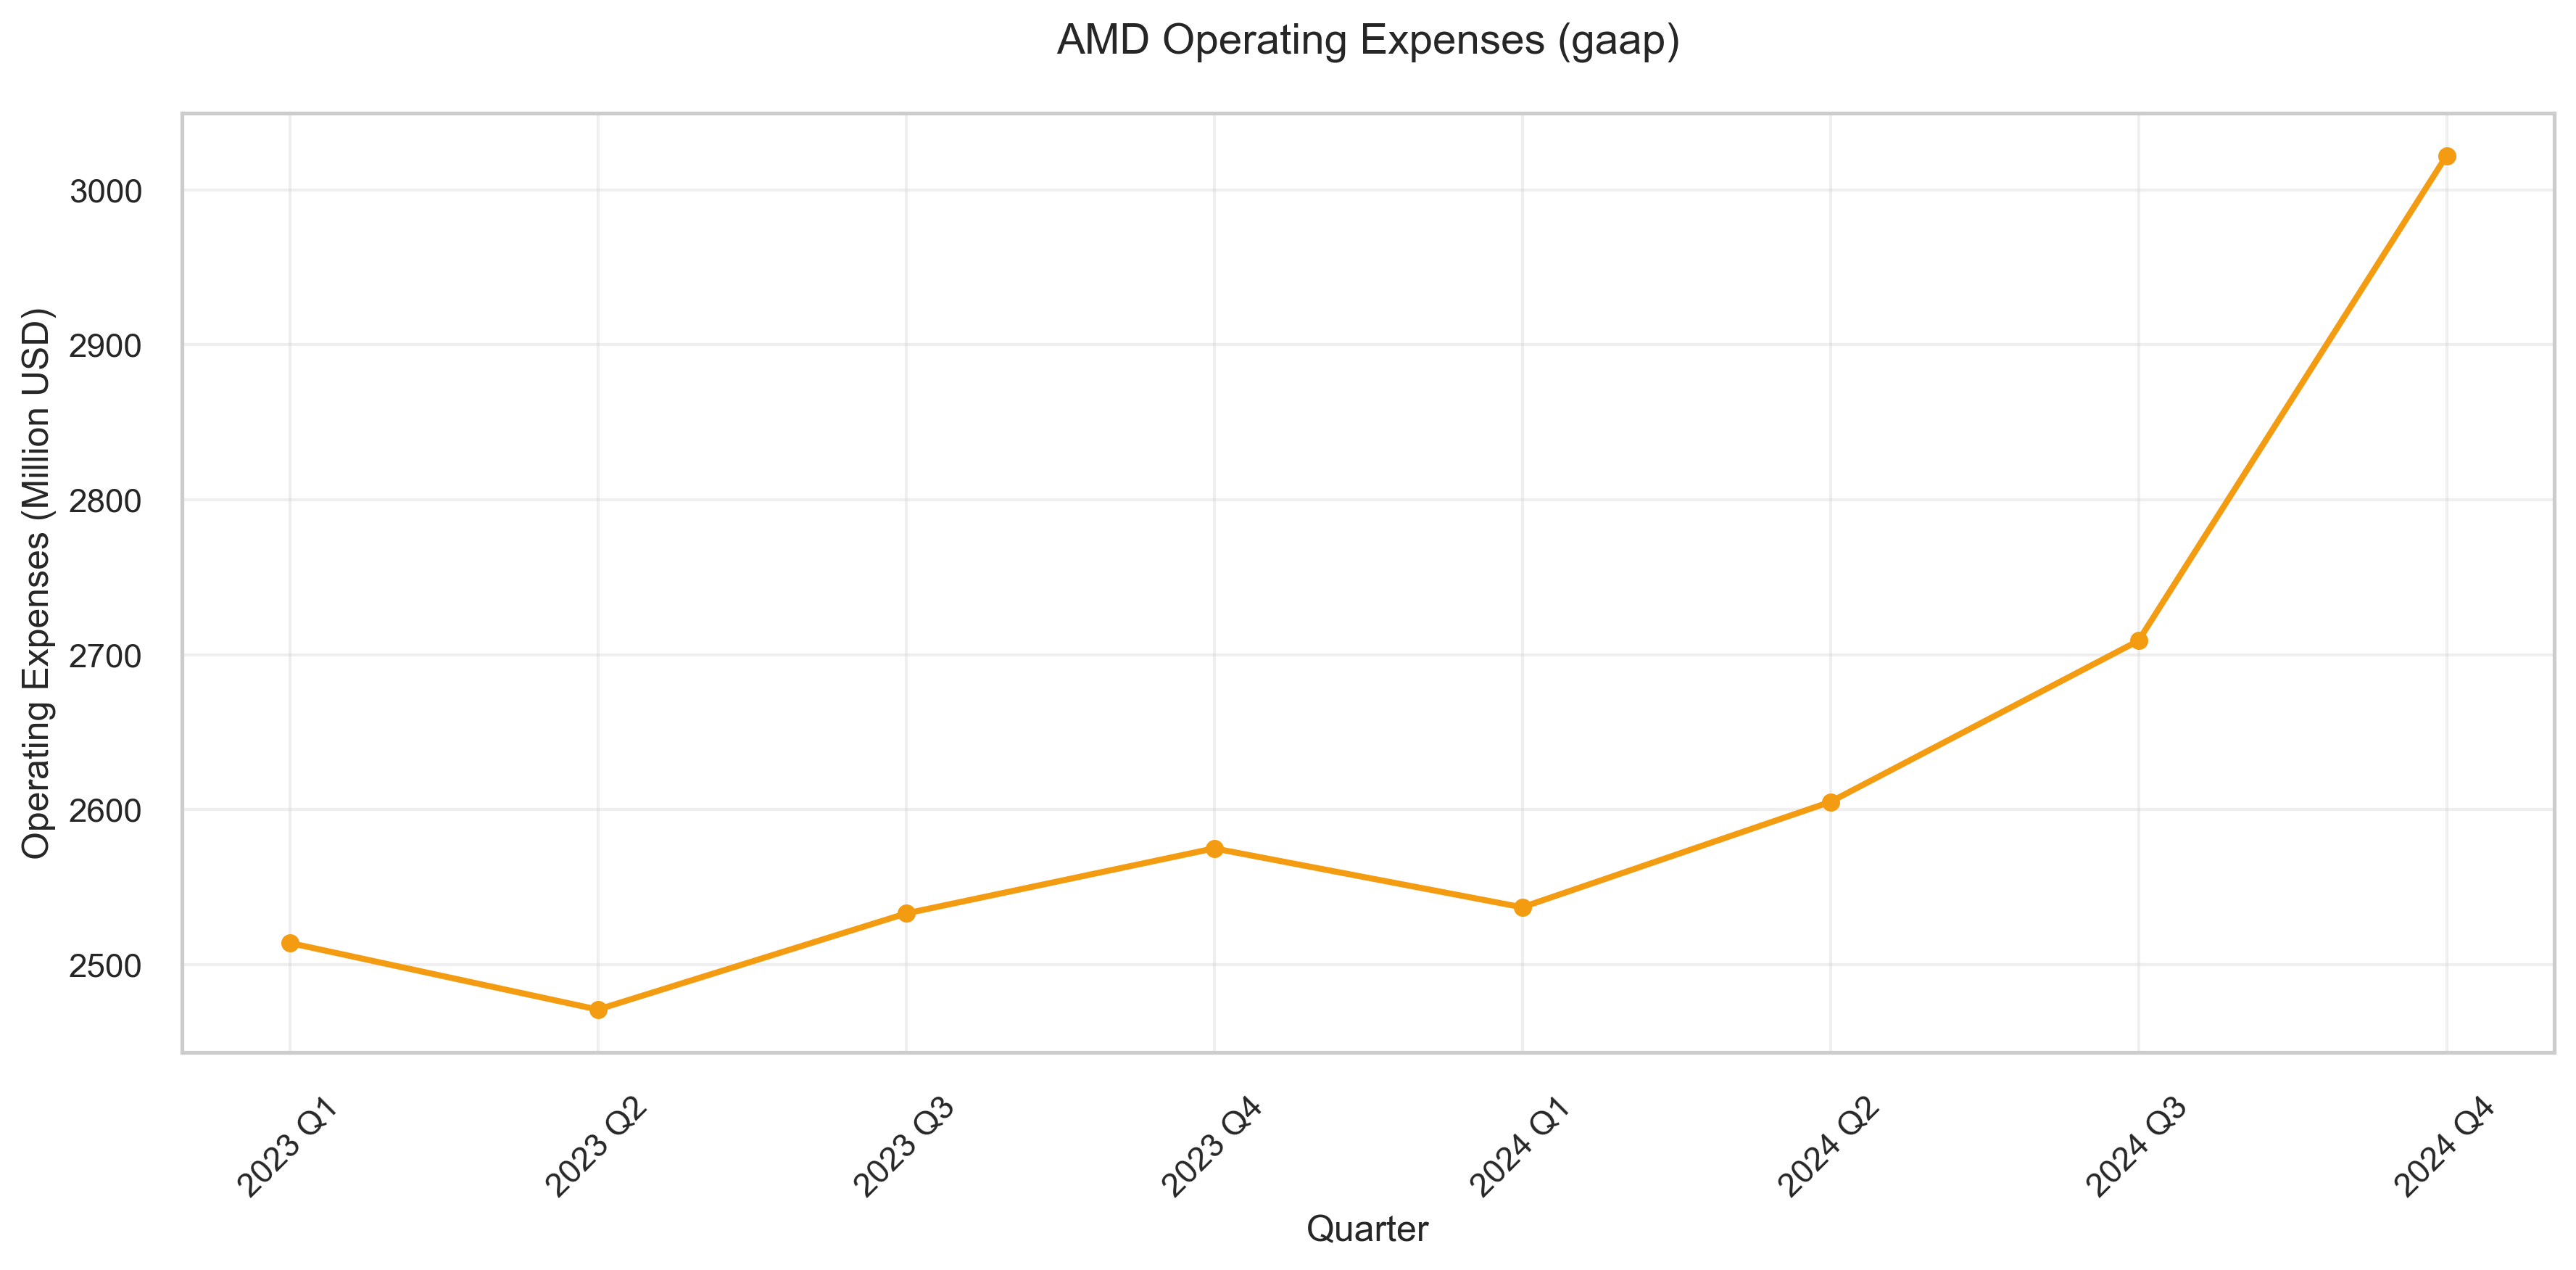 AMD Operating Expenses (gaap)
Operating Expenses (Million USD)
3000
2900
2800
2700
2600
2500
2023 Q1
2023 Q2
2023 Q3
2023 Q4
2024 Q1
2024 Q2
2024 Q3
2024 Q4
Quarter